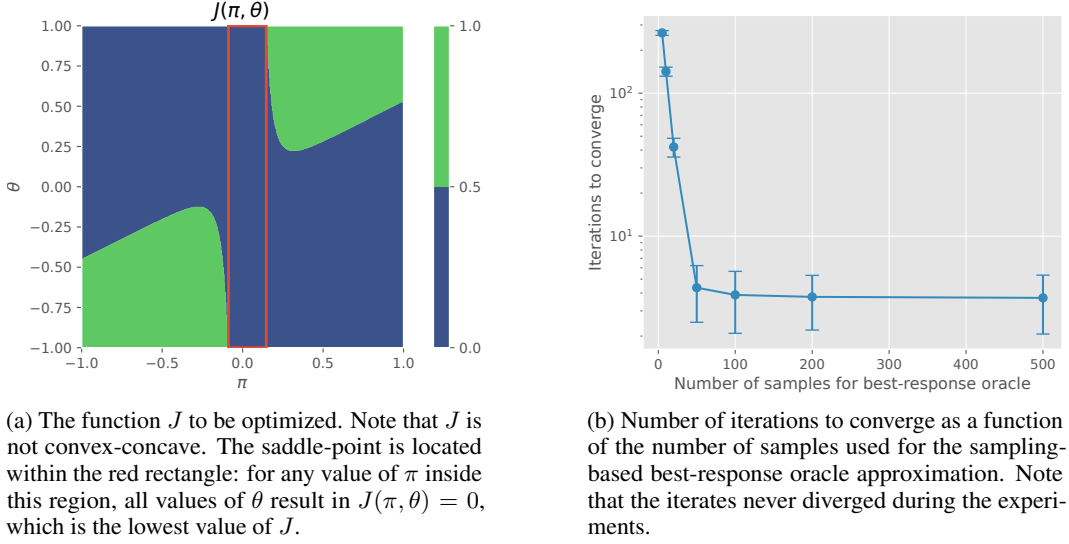 J(π, θ)
1.00
0.75
0.50
0.25
0.00
−0.25
−0.50
−0.75
−1.00
θ
−1.0
−0.5
0.0
0.5
1.0
π
1.0
0.5
0.0
(a) The function J to be optimized. Note that J is
not convex-concave. The saddle-point is located
within the red rectangle: for any value of π inside
this region, all values of θ result in J(π, θ) = 0,
which is the lowest value of J.
Iterations to converge
10²
10¹
0
100
200
300
400
500
Number of samples for best-response oracle
(b) Number of iterations to converge as a function
of the number of samples used for the sampling-
based best-response oracle approximation. Note
that the iterates never diverged during the experi-
ments.